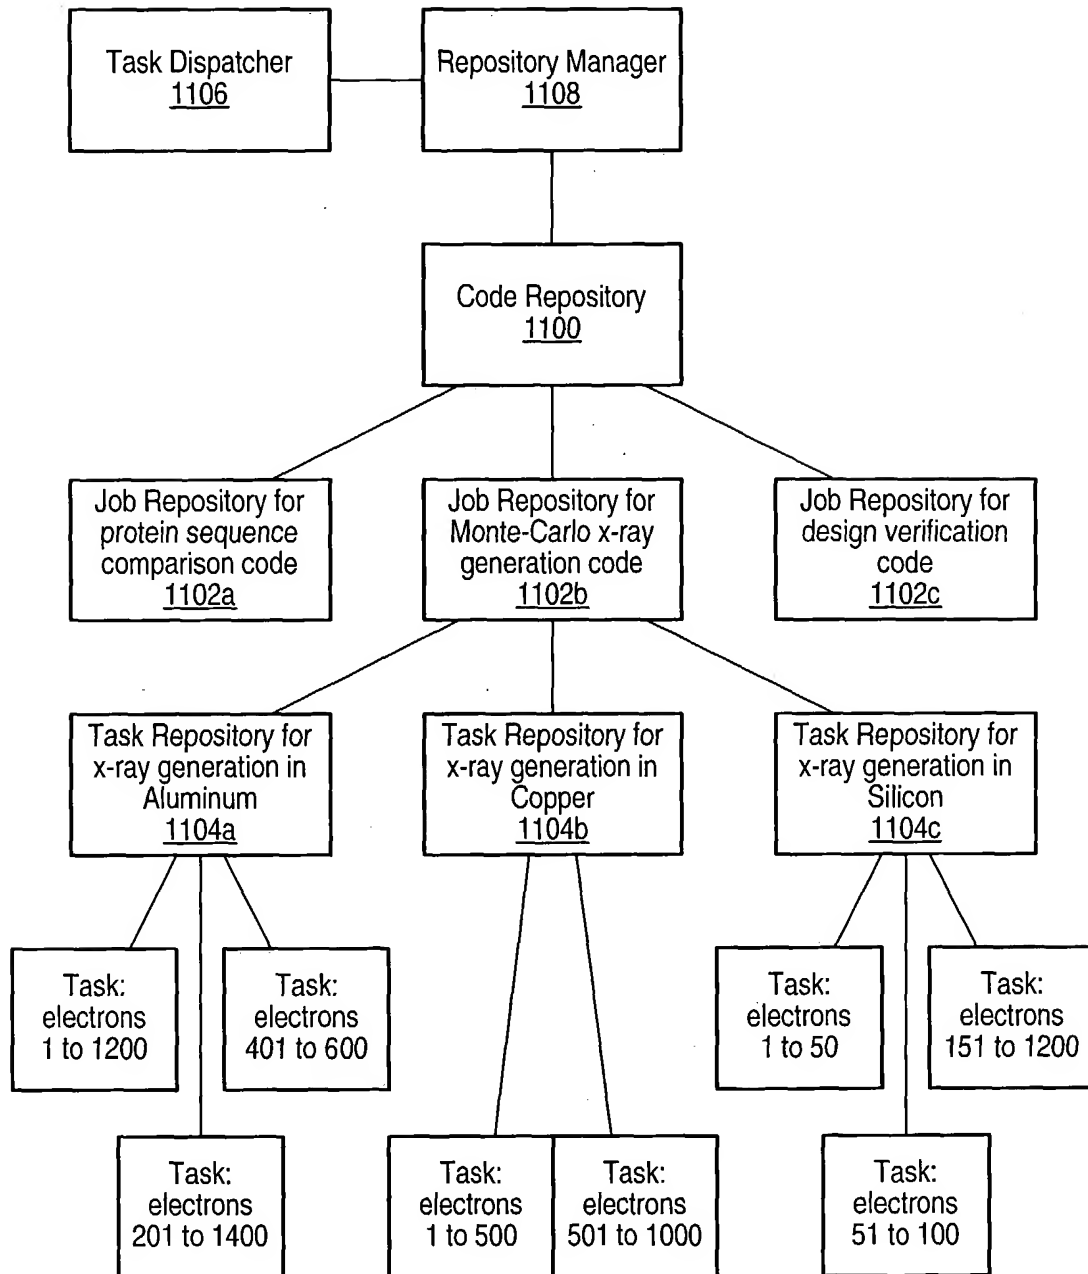 Task Dispatcher
1106
Repository Manager
1108
Code Repository
1100
Job Repository for
protein sequence
comparison code
1102a
Job Repository for
Monte-Carlo x-ray
generation code
1102b
Job Repository for
design verification
code
1102c
Task Repository for
x-ray generation in
Aluminum
1104a
Task Repository for
x-ray generation in
Copper
1104b
Task Repository for
x-ray generation in
Silicon
1104c
Task:
electrons
1 to 1200
Task:
electrons
401 to 600
Task:
electrons
1 to 50
Task:
electrons
151 to 1200
Task:
electrons
201 to 1400
Task:
electrons
1 to 500
Task:
electrons
501 to 1000
Task:
electrons
51 to 100